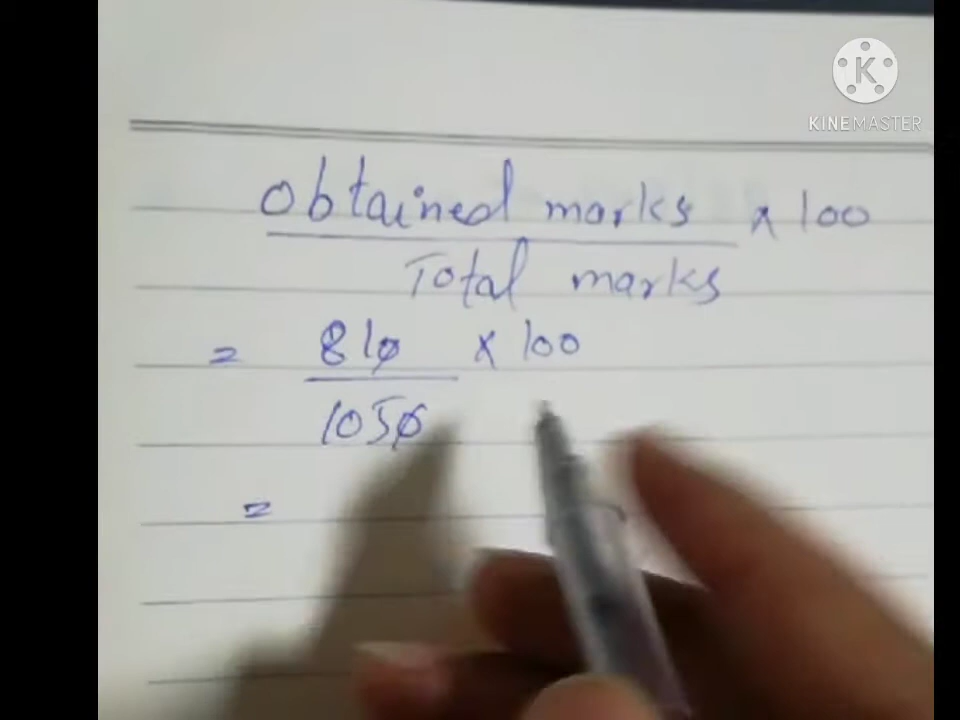 KINEMASTER
Obtained marks × 100
Total marks
= 810 × 100
1050
=